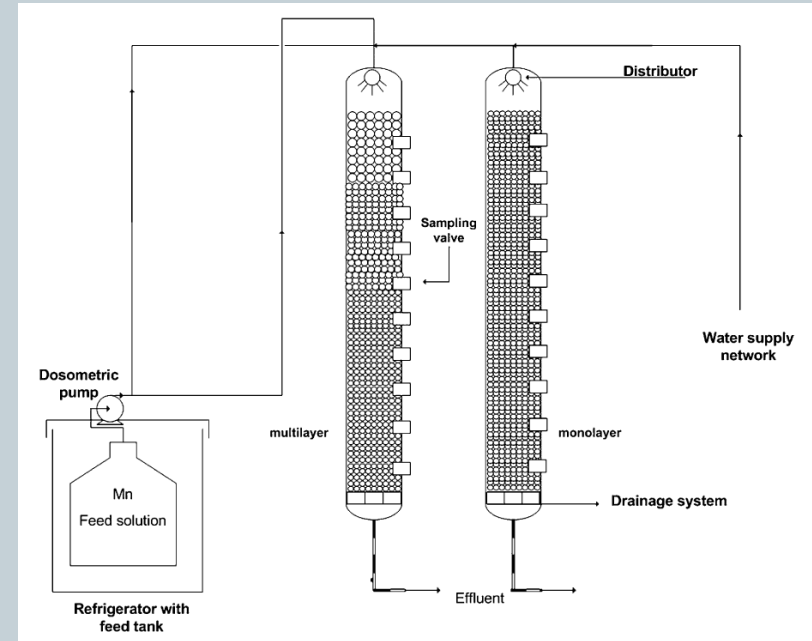 Distributor
Sampling
valve
Water supply
network
Dosometric
pump
multilayer
monolayer
Mn
Feed solution
Drainage system
Effluent
Refrigerator with
feed tank